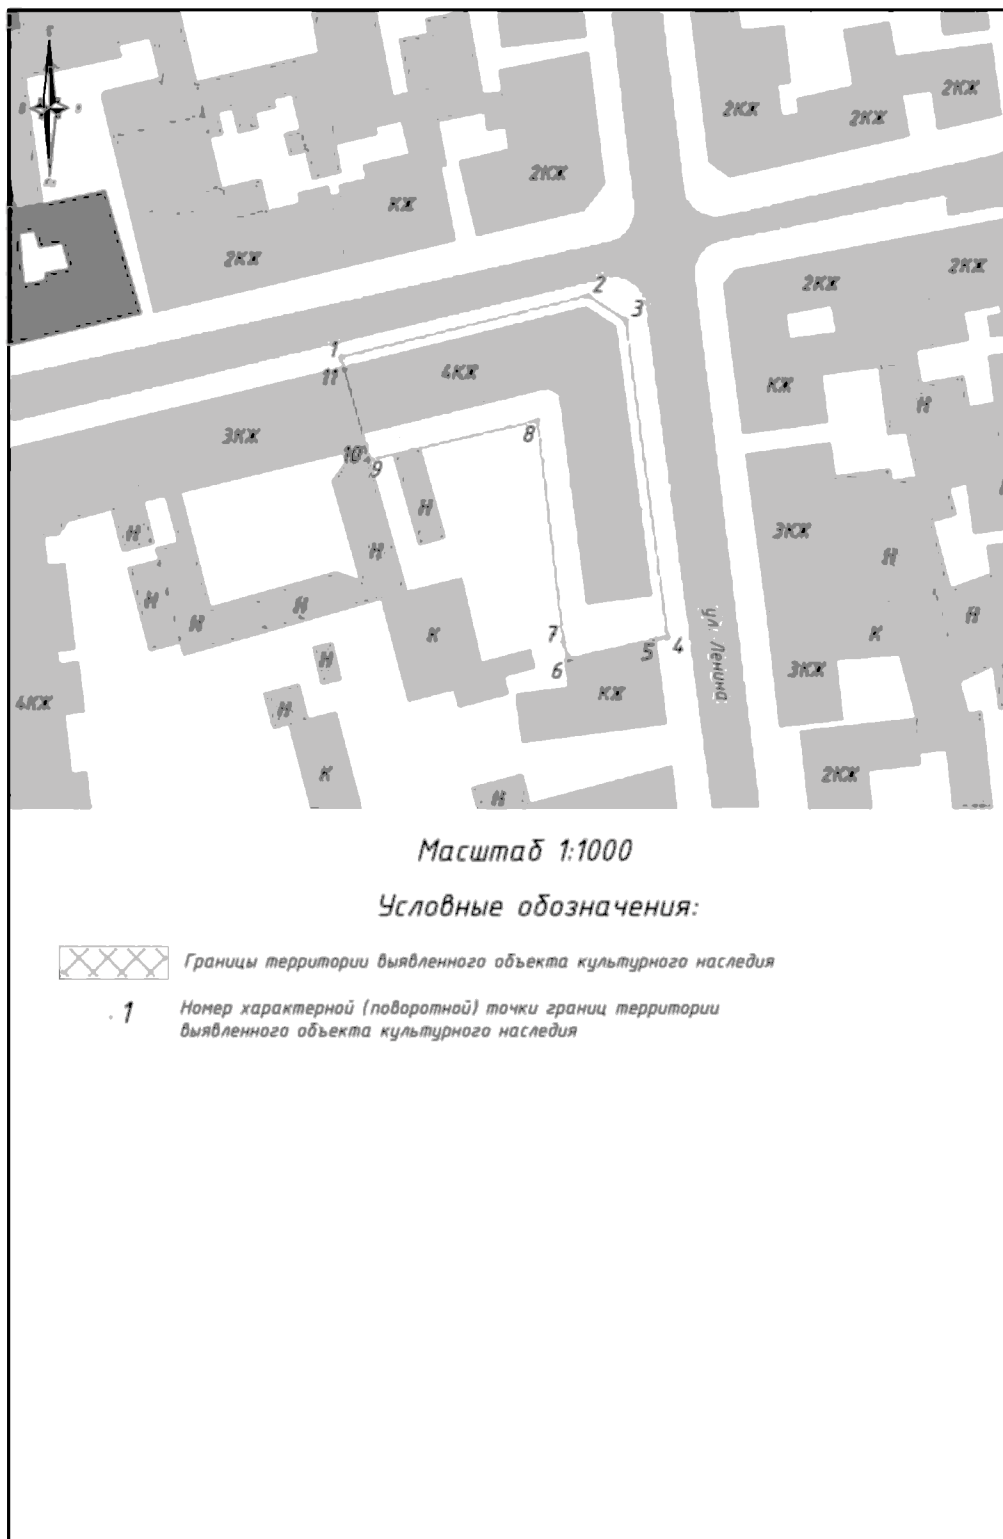 2КЖ
2КЖ
2КЖ
2КЖ
КЖ
2КЖ
2КЖ
2КЖ
2
3
1
11
4КЖ
КЖ
Н
3КЖ
8
10
9
Н
Н
3КЖ
Н
Н
Н
Н
Н
Н
К
К
7
5
4
ул. Ленина
Н
6
3КЖ
4КЖ
КЖ
Н
К
2КЖ
Н
Масштаб 1:1000
Условные обозначения:
Границы территории выявленного объекта культурного наследия
1 Номер характерной (поворотной) точки границ территории
выявленного объекта культурного наследия